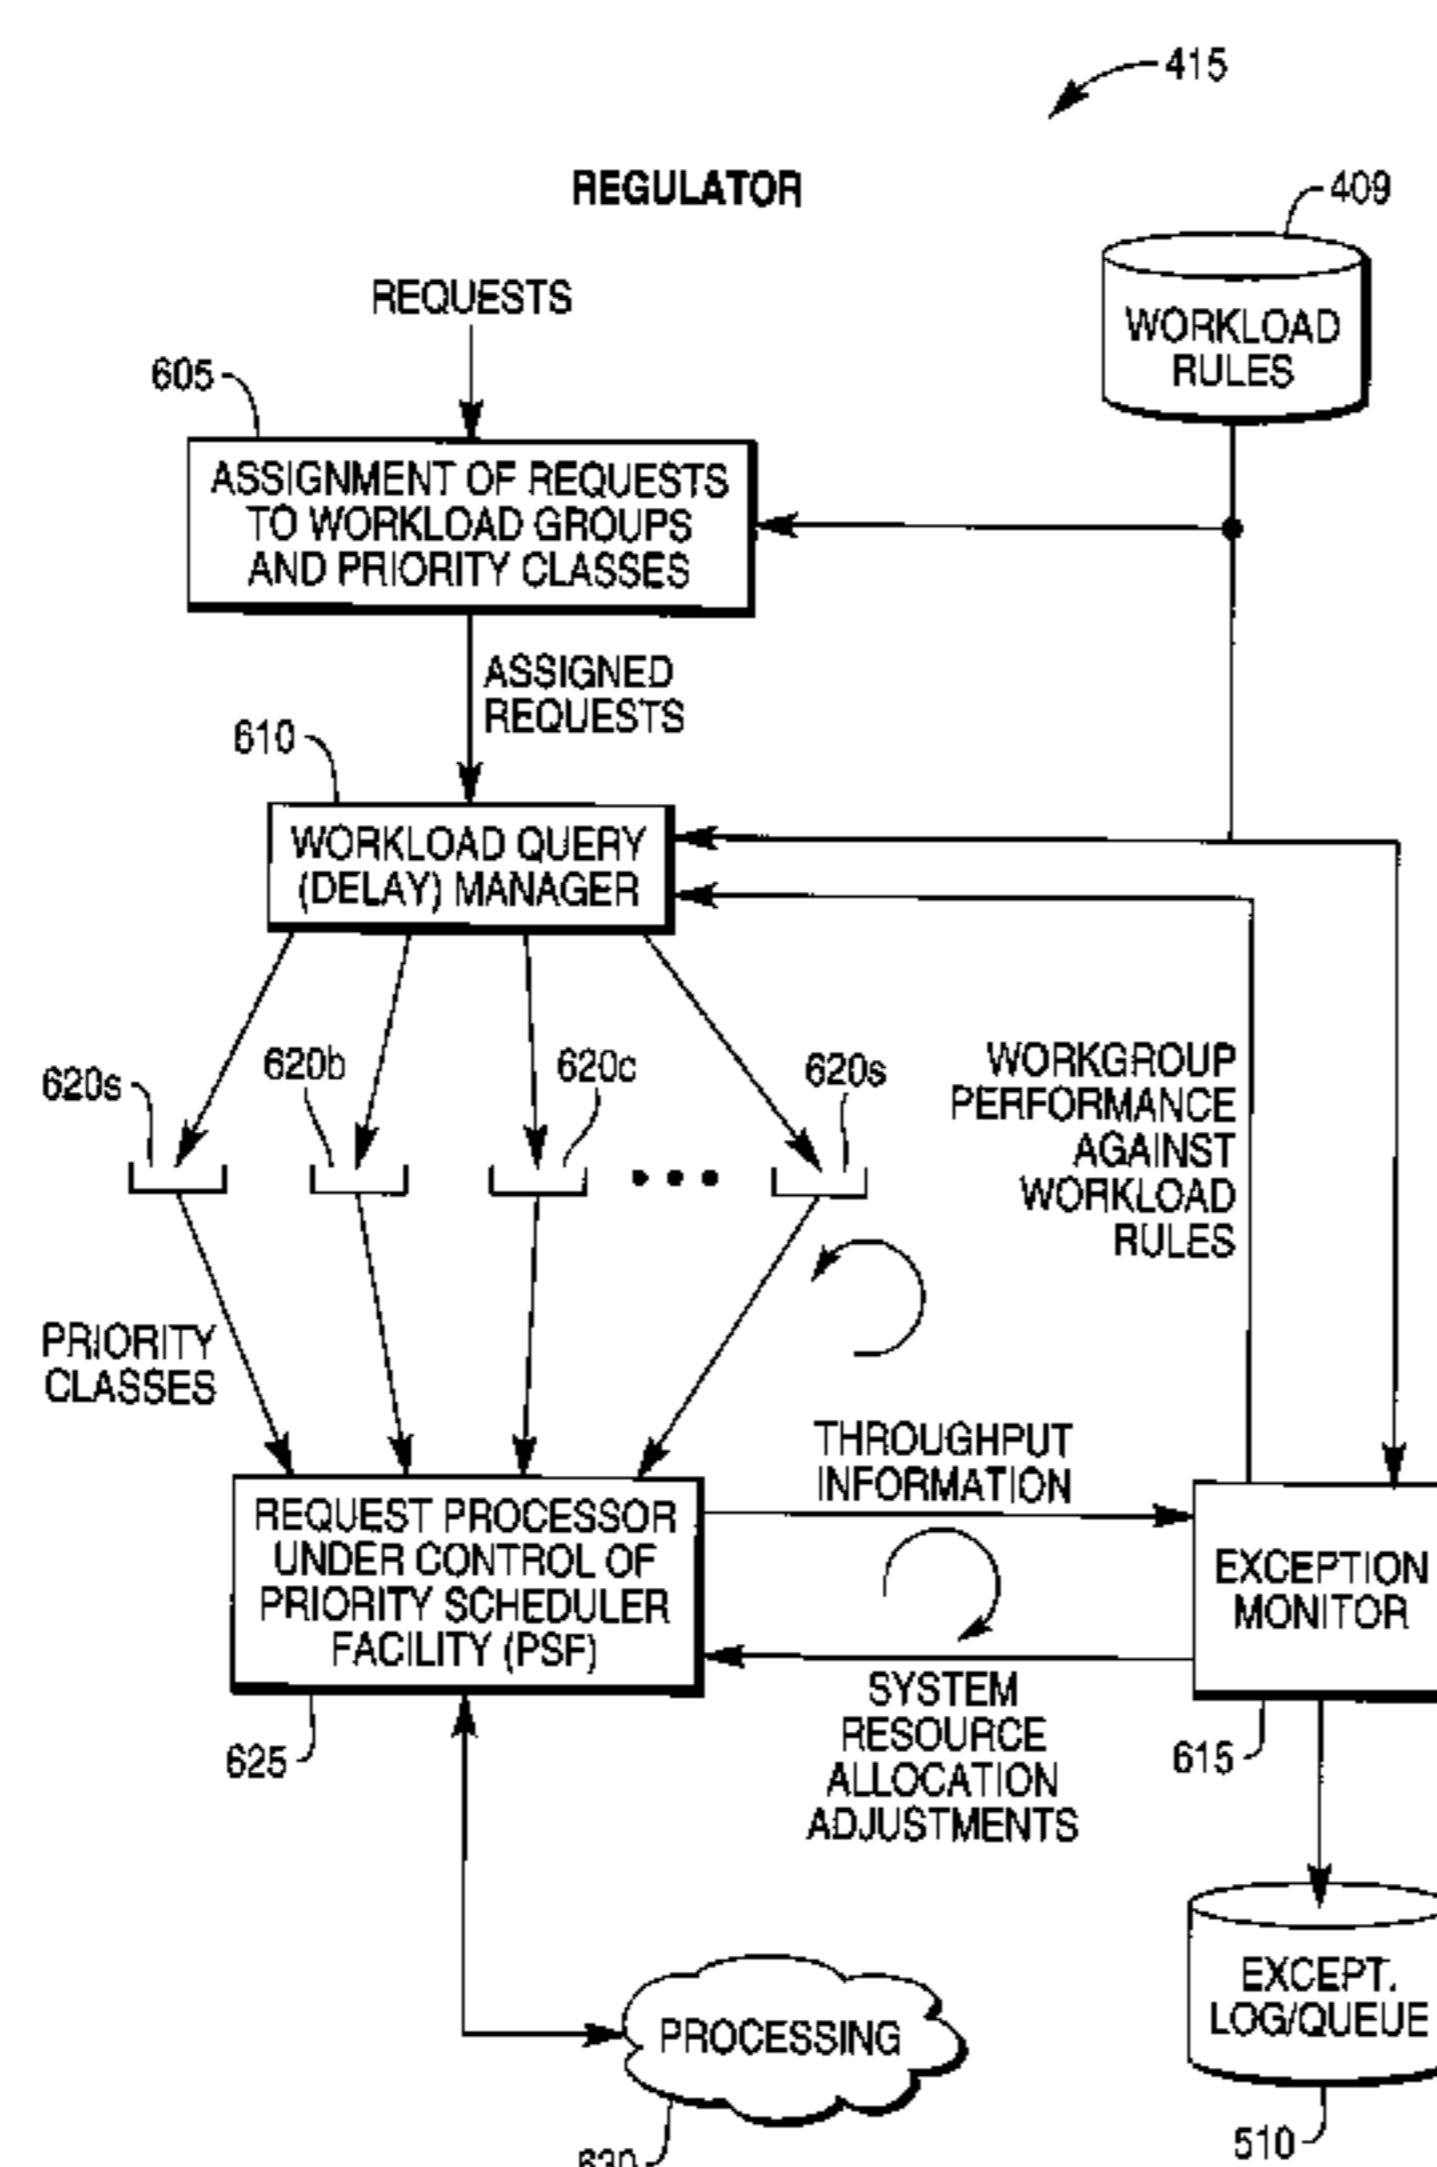 415
REGULATOR
409
REQUESTS
WORKLOAD
RULES
605
ASSIGNMENT OF REQUESTS
TO WORKLOAD GROUPS
AND PRIORITY CLASSES
ASSIGNED
REQUESTS
610
WORKLOAD QUERY
(DELAY) MANAGER
620s
620b
620c
620s
WORKGROUP
PERFORMANCE
AGAINST
WORKLOAD
RULES
PRIORITY
CLASSES
THROUGHPUT
INFORMATION
REQUEST PROCESSOR
UNDER CONTROL OF
PRIORITY SCHEDULER
FACILITY (PSF)
EXCEPTION
MONITOR
SYSTEM
RESOURCE
ALLOCATION
ADJUSTMENTS
625
615
EXCEPT.
LOG/QUEUE
PROCESSING
510
630